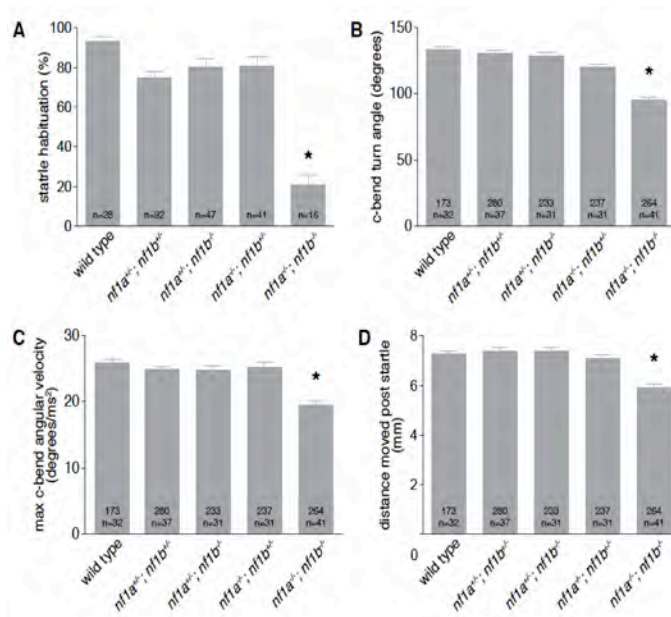 A
statrle habituation (%)
100
80
60
40
20
0
n=28 n=92 n=47 n=41 n=16
*
wild type
nf1a+/-; nf1b+/-
nf1a+/-; nf1b-/-
nf1a-/-; nf1b+/-
nf1a-/-; nf1b-/-
B
c-bend turn angle (degrees)
150
100
50
0
173 280 233 237 264
n=32 n=37 n=31 n=31 n=41
*
wild type
nf1a+/-; nf1b+/-
nf1a+/-; nf1b-/-
nf1a-/-; nf1b+/-
nf1a-/-; nf1b-/-
C
max c-bend angular velocity
(degrees/ms²)
30
20
10
0
173 280 233 237 264
n=32 n=37 n=31 n=31 n=41
*
wild type
nf1a+/-; nf1b+/-
nf1a+/-; nf1b-/-
nf1a-/-; nf1b+/-
nf1a-/-; nf1b-/-
D
distance moved post startle
(mm)
8
6
4
2
0
173 280 233 237 264
n=32 n=37 n=31 n=31 n=41
*
wild type
nf1a+/-; nf1b+/-
nf1a+/-; nf1b-/-
nf1a-/-; nf1b+/-
nf1a-/-; nf1b-/-